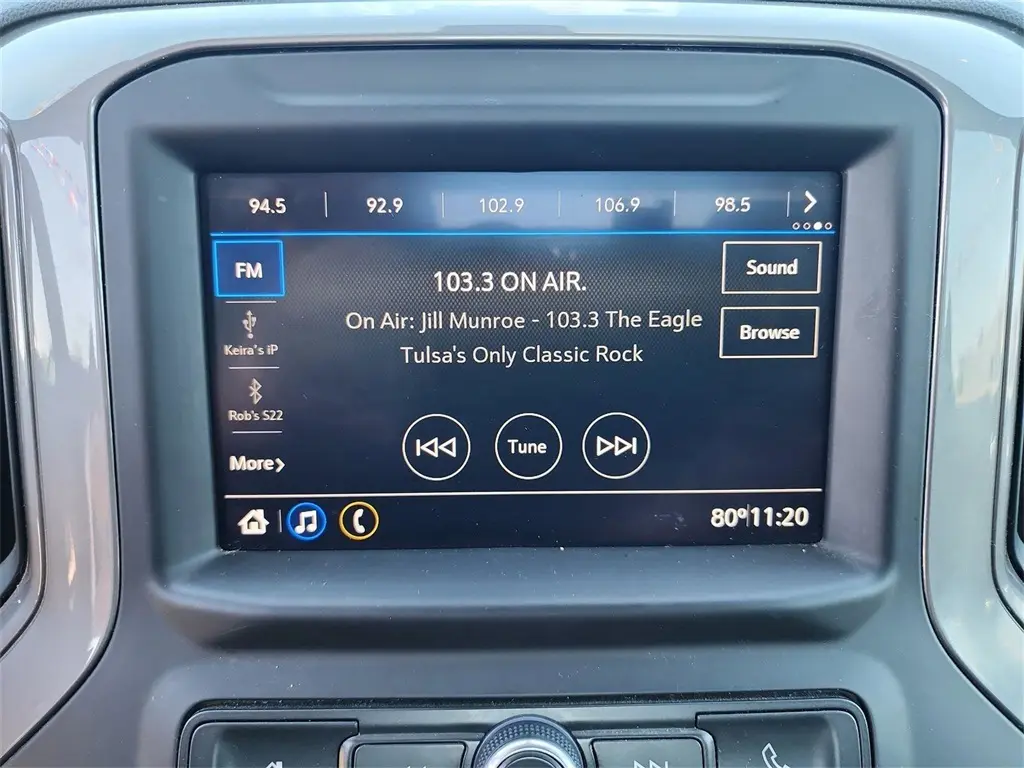 94.5 92.9 102.9 106.9 98.5
FM
103.3 ON AIR.
Sound
On Air: Jill Munroe - 103.3 The Eagle
Browse
Keira's iP
Tulsa's Only Classic Rock
Rob's S22
More
Tune
80° 11:20